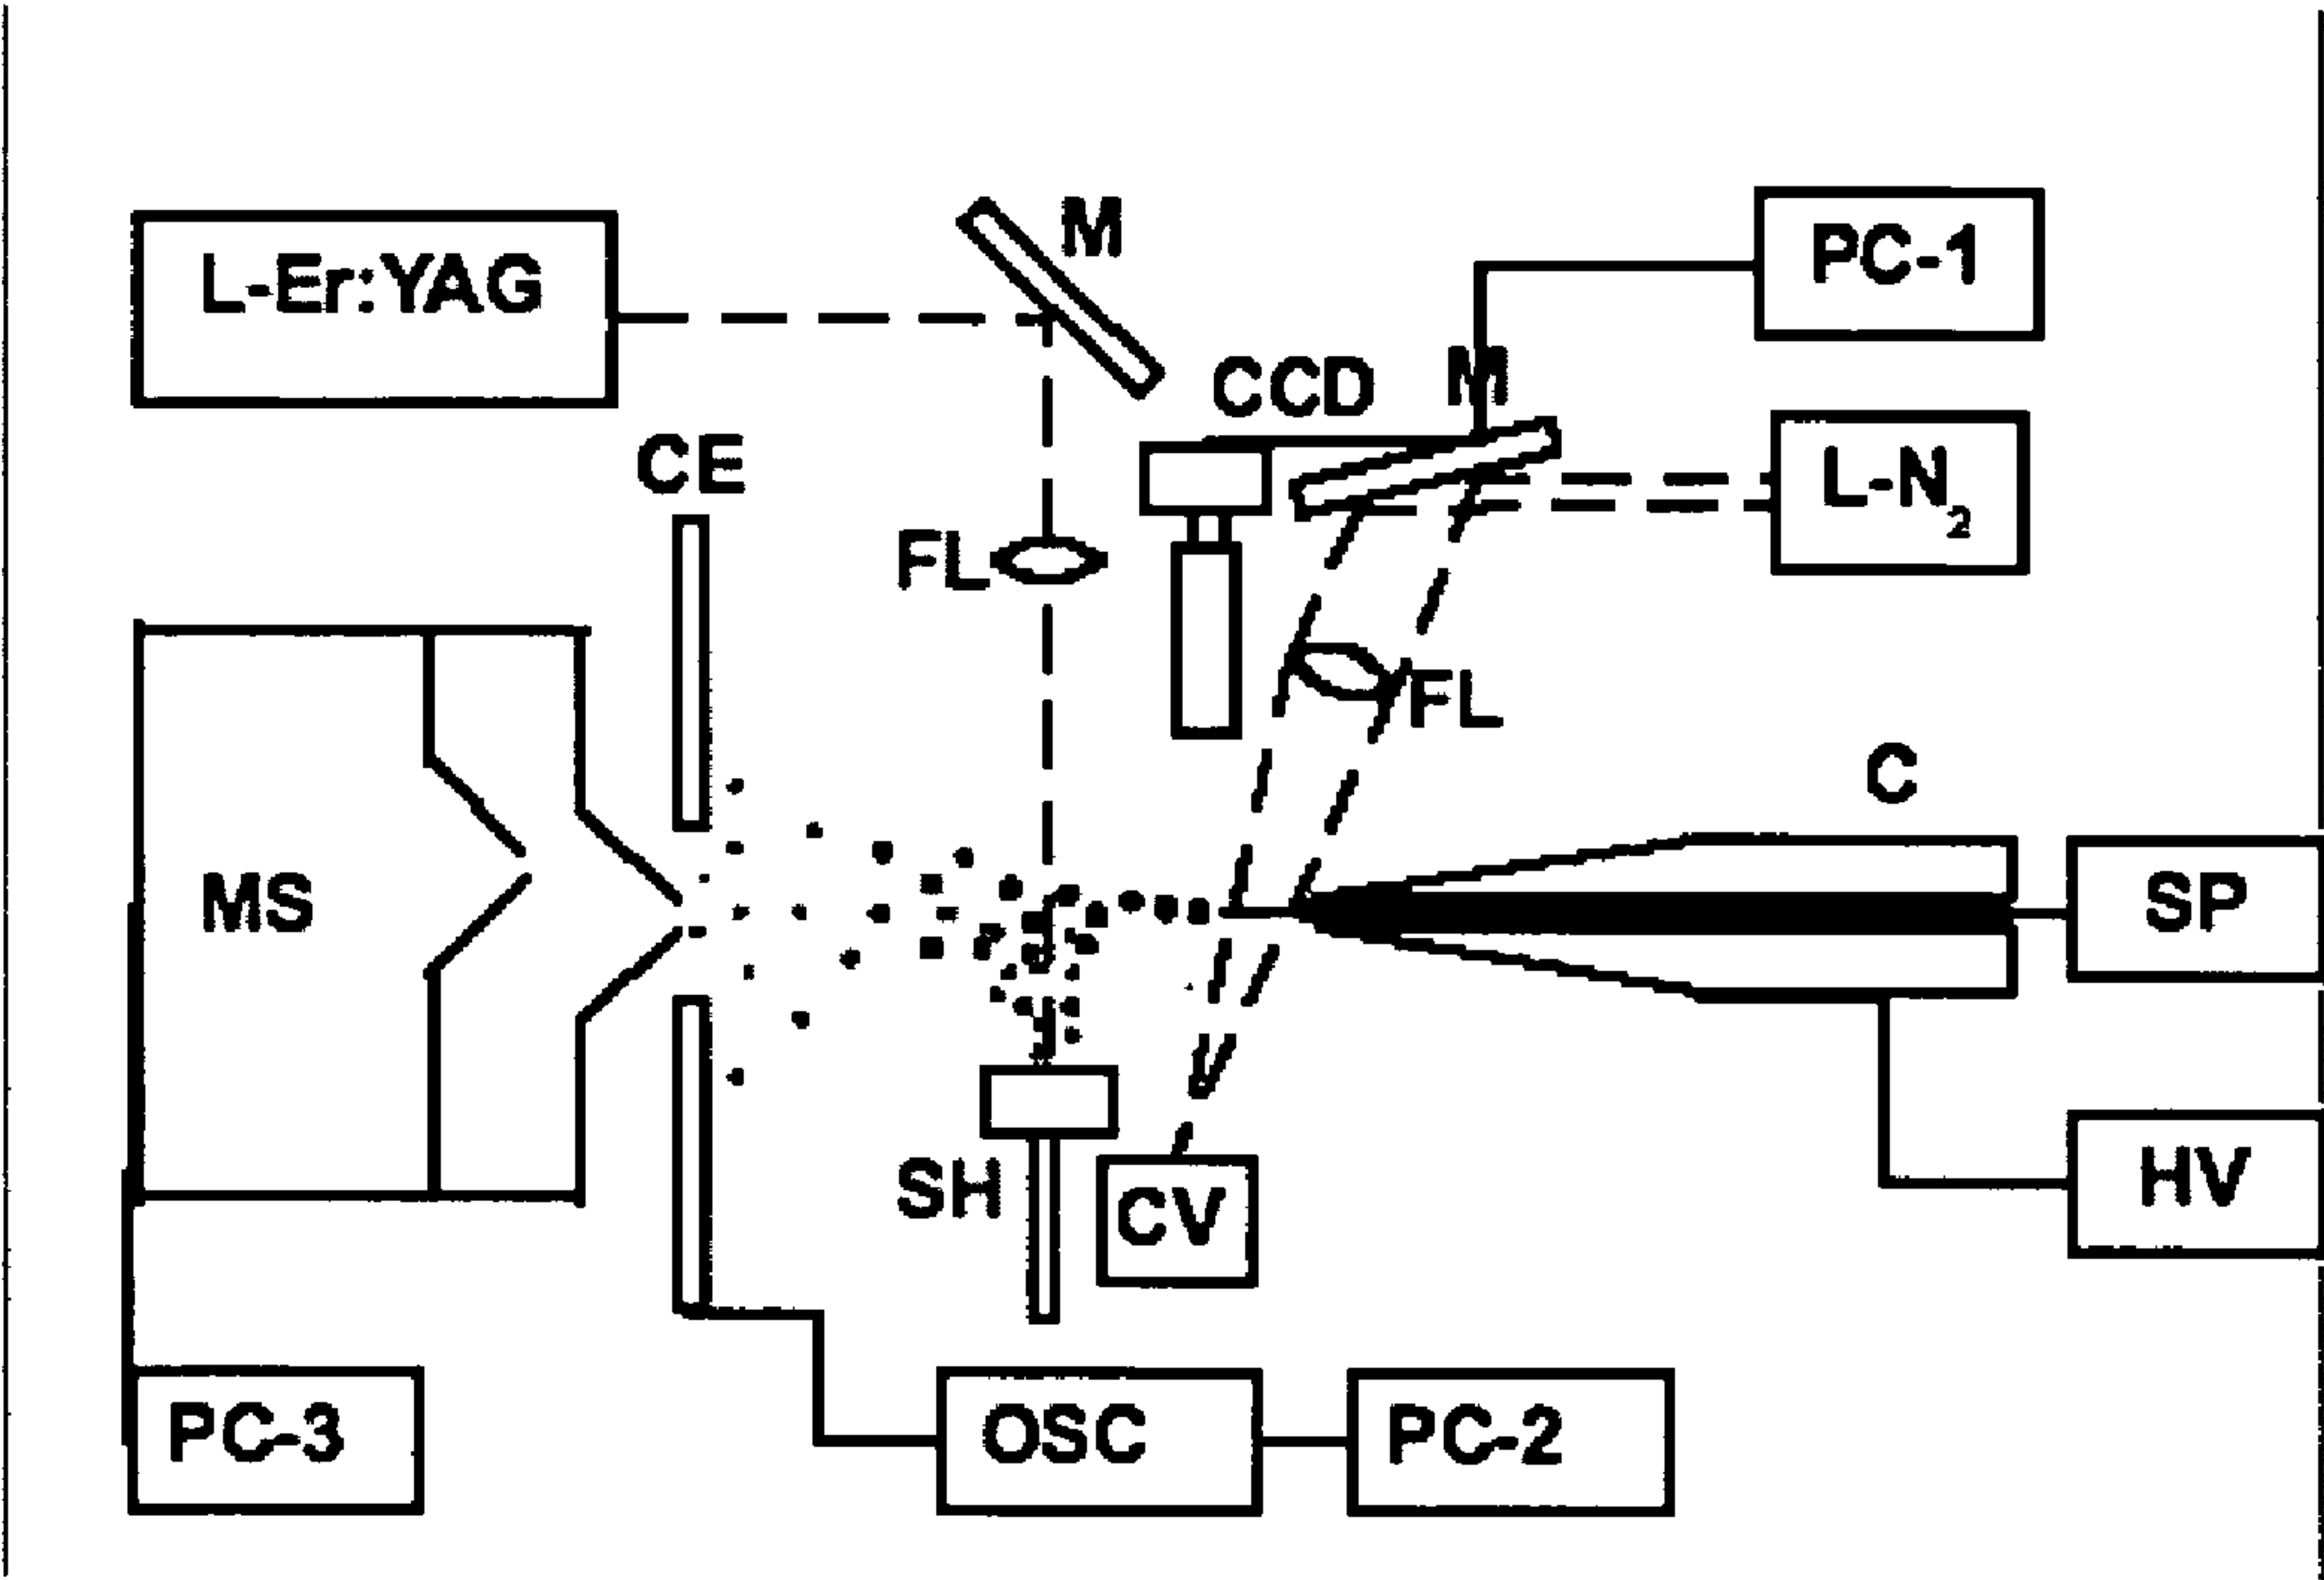 M
PC-1
L-Er:YAG
CCD
M
CE
L-N2
FL
FL
C
MS
SP
SH
CV
HV
PC-3
OSC
PC-2